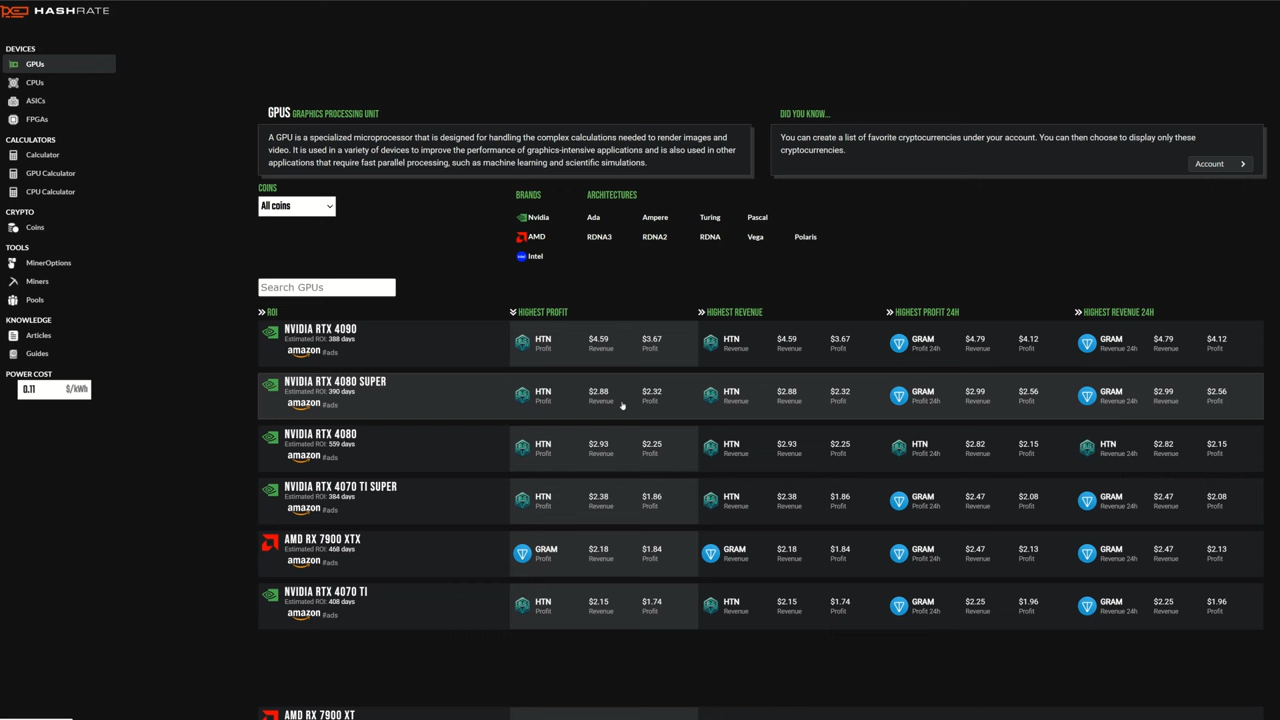 HASHRATE
DEVICES
GPUs
CPUs
ASICs
FPGAs
CALCULATORS
Calculator
GPU Calculator
CPU Calculator
CRYPTO
Coins
TOOLS
MinerOptions
Miners
Pools
KNOWLEDGE
Articles
Guides
POWER COST
0.11 $/kWh
GPUS GRAPHICS PROCESSING UNIT
A GPU is a specialized microprocessor that is designed for handling the complex calculations needed to render images and
video. It is used in a variety of devices to improve the performance of graphics-intensive applications and is also used in other
applications that require fast parallel processing, such as machine learning and scientific simulations.
DID YOU KNOW...
You can create a list of favorite cryptocurrencies under your account. You can then choose to display only these
cryptocurrencies.
Account
COINS
All coins
BRANDS ARCHITECTURES
Nvidia Ada Ampere Turing Pascal
AMD RDNA3 RDNA2 RDNA Vega Polaris
Intel
Search GPUs
ROI HIGHEST PROFIT HIGHEST REVENUE HIGHEST PROFIT 24H HIGHEST REVENUE 24H
NVIDIA RTX 4090
Estimated ROI: 388 days
amazon #ads
HTN $4.59 $3.67 HTN $4.59 $3.67 GRAM $4.79 $4.12 GRAM $4.79 $4.12
Profit Revenue Profit Revenue Revenue Profit Profit 24h Revenue Profit Revenue 24h Revenue Profit
NVIDIA RTX 4080 SUPER
Estimated ROI: 390 days
amazon #ads
HTN $2.88 $2.32 HTN $2.88 $2.32 GRAM $2.99 $2.56 GRAM $2.99 $2.56
Profit Revenue Profit Revenue Revenue Profit Profit 24h Revenue Profit Revenue 24h Revenue Profit
NVIDIA RTX 4080
Estimated ROI: 559 days
amazon #ads
HTN $2.93 $2.25 HTN $2.93 $2.25 HTN $2.82 $2.15 HTN $2.82 $2.15
Profit Revenue Profit Revenue Revenue Profit Profit 24h Revenue Profit Revenue 24h Revenue Profit
NVIDIA RTX 4070 TI SUPER
Estimated ROI: 384 days
amazon #ads
HTN $2.38 $1.86 HTN $2.38 $1.86 GRAM $2.47 $2.08 GRAM $2.47 $2.08
Profit Revenue Profit Revenue Revenue Profit Profit 24h Revenue Profit Revenue 24h Revenue Profit
AMD RX 7900 XTX
Estimated ROI: 468 days
amazon #ads
GRAM $2.18 $1.84 GRAM $2.18 $1.84 GRAM $2.47 $2.13 GRAM $2.47 $2.13
Profit Revenue Profit Revenue Revenue Profit Profit 24h Revenue Profit Revenue 24h Revenue Profit
NVIDIA RTX 4070 TI
Estimated ROI: 408 days
amazon #ads
HTN $2.15 $1.74 HTN $2.15 $1.74 GRAM $2.25 $1.96 GRAM $2.25 $1.96
Profit Revenue Profit Revenue Revenue Profit Profit 24h Revenue Profit Revenue 24h Revenue Profit
AMD RX 7900 XT